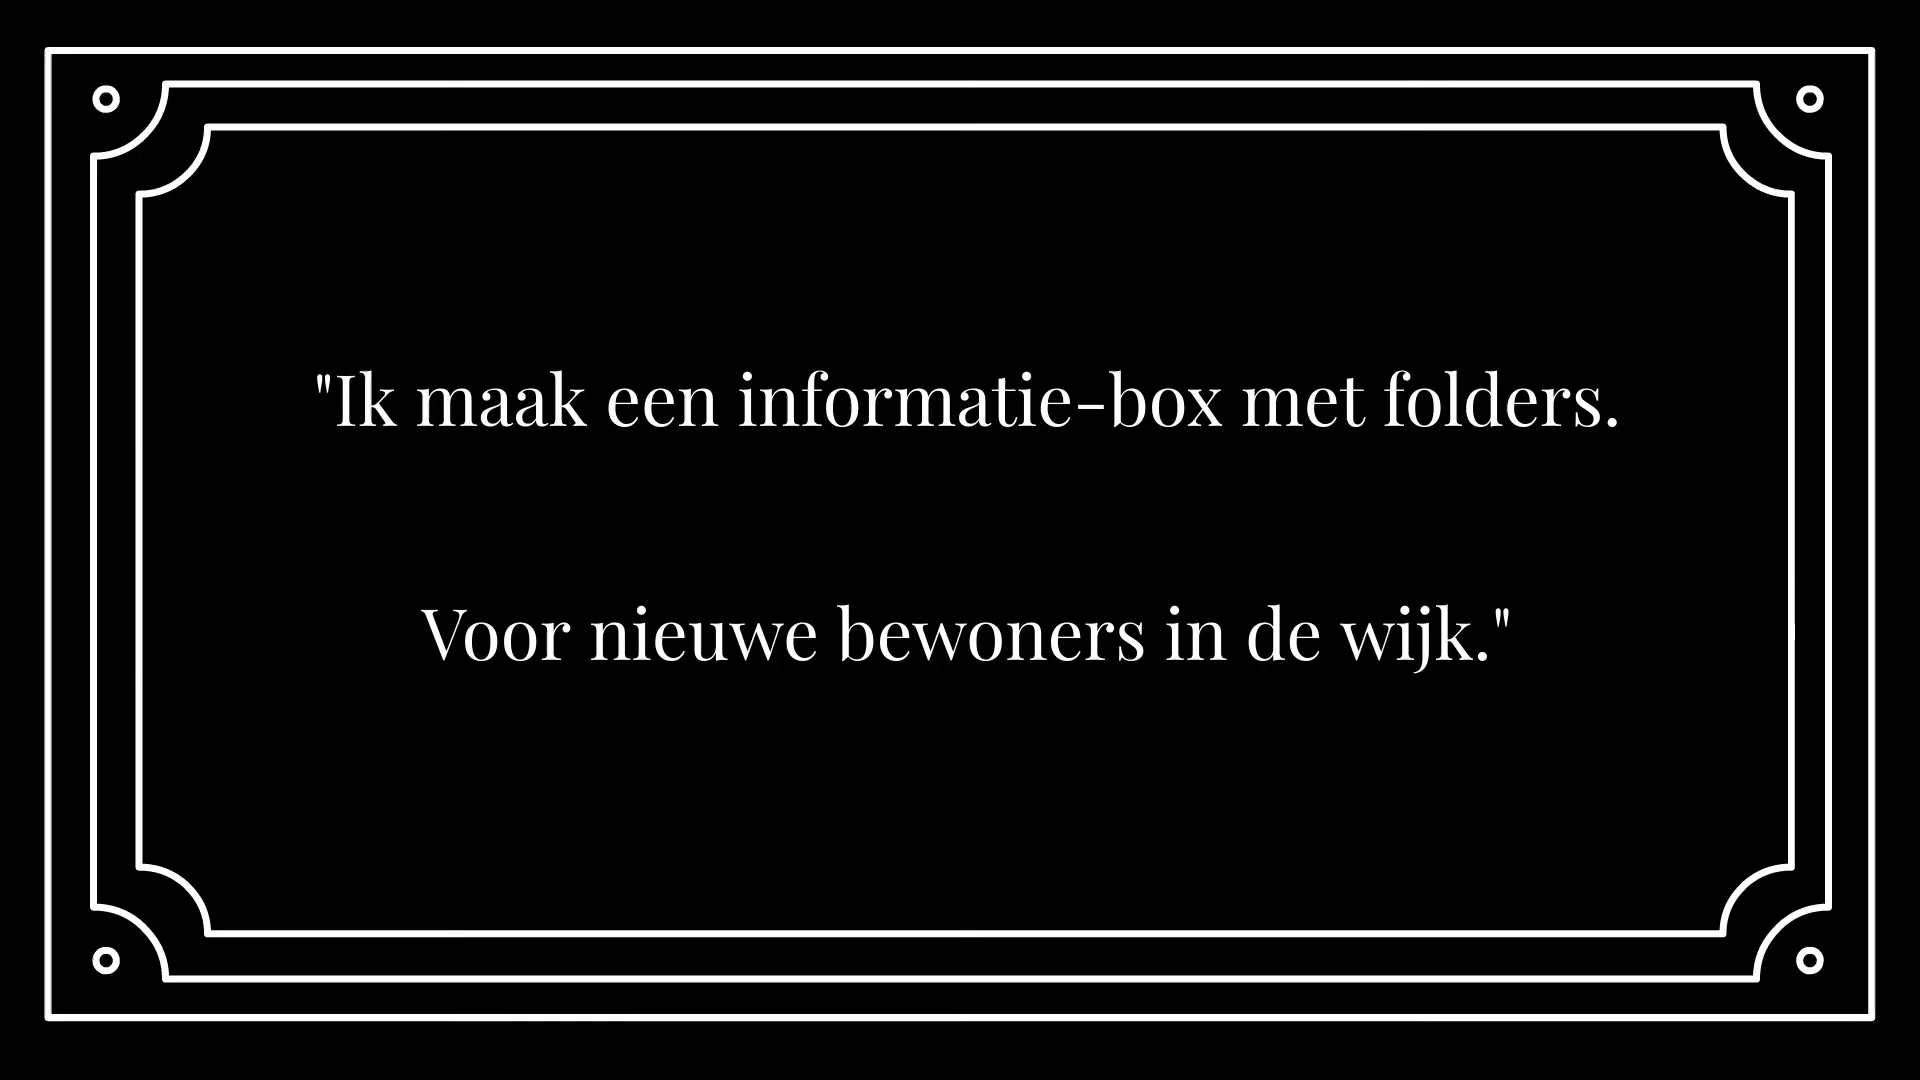 "Ik maak een informatie-box met folders.
Voor nieuwe bewoners in de wijk."